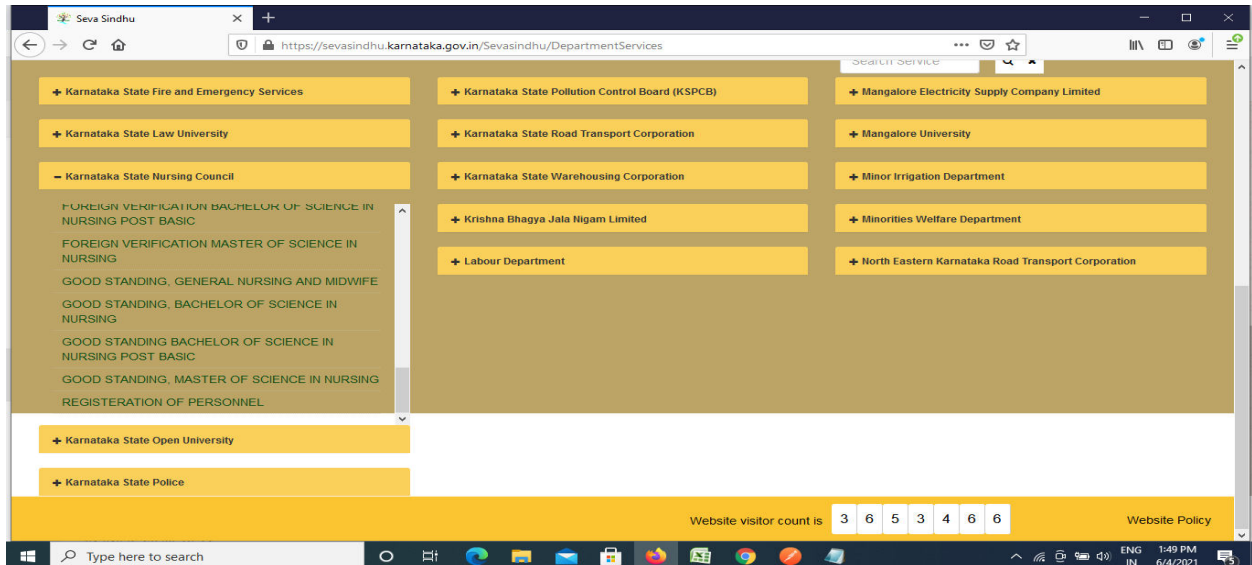 Seva Sindhu
https://sevasindhu.karnataka.gov.in/Sevasindhu/DepartmentServices
Search Service
+ Karnataka State Fire and Emergency Services
+ Karnataka State Pollution Control Board (KSPCB)
+ Mangalore Electricity Supply Company Limited
+ Karnataka State Law University
+ Karnataka State Road Transport Corporation
+ Mangalore University
− Karnataka State Nursing Council
+ Karnataka State Warehousing Corporation
+ Minor Irrigation Department
FOREIGN VERIFICATION BACHELOR OF SCIENCE IN
NURSING POST BASIC
FOREIGN VERIFICATION MASTER OF SCIENCE IN
NURSING
GOOD STANDING, GENERAL NURSING AND MIDWIFE
GOOD STANDING, BACHELOR OF SCIENCE IN
NURSING
GOOD STANDING BACHELOR OF SCIENCE IN
NURSING POST BASIC
GOOD STANDING, MASTER OF SCIENCE IN NURSING
REGISTERATION OF PERSONNEL
+ Krishna Bhagya Jala Nigam Limited
+ Minorities Welfare Department
+ Labour Department
+ North Eastern Karnataka Road Transport Corporation
+ Karnataka State Open University
+ Karnataka State Police
Website visitor count is 3 6 5 3 4 6 6
Website Policy
Type here to search
ENG
IN
1:49 PM
6/4/2021
5